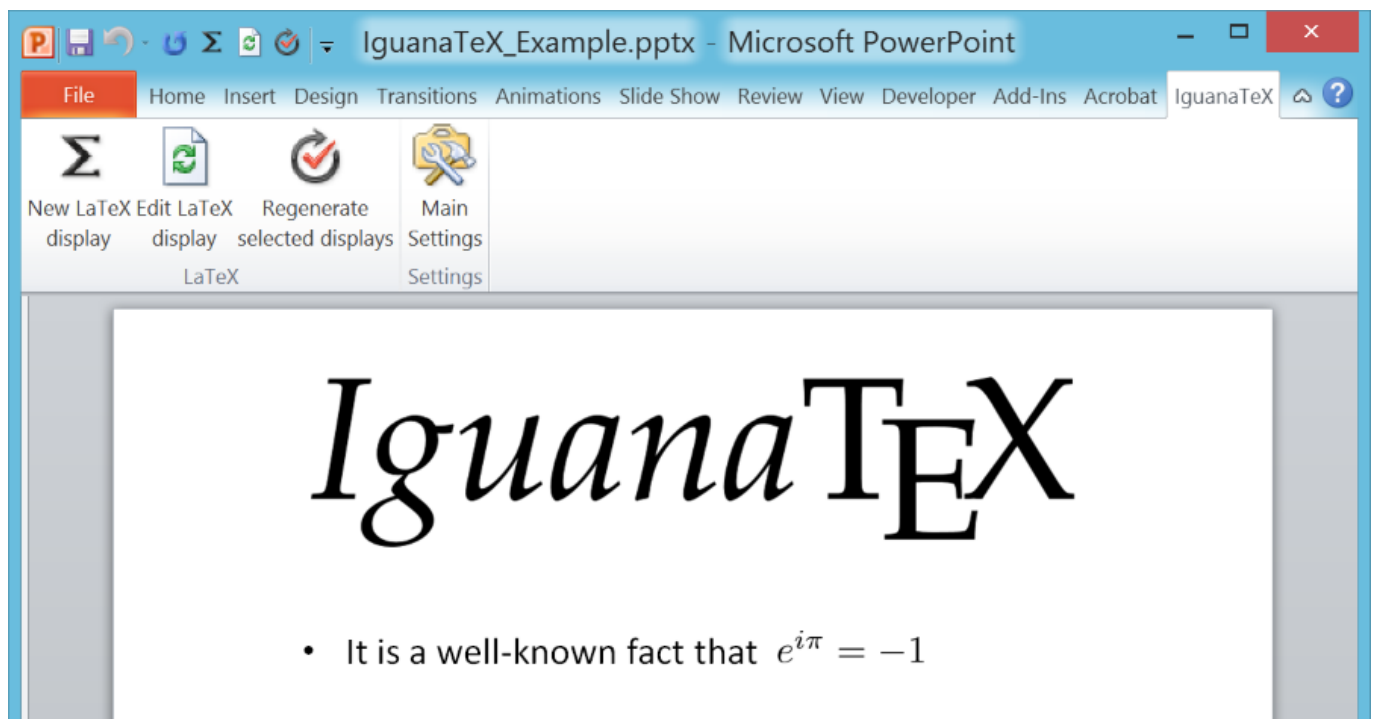 IguanaTeX_Example.pptx - Microsoft PowerPoint
File Home Insert Design Transitions Animations Slide Show Review View Developer Add-Ins Acrobat IguanaTeX
New LaTeX display
Edit LaTeX display
Regenerate selected displays
Main Settings
LaTeX
Settings
IguanaTEX
• It is a well-known fact that $e^{i\pi} = -1$